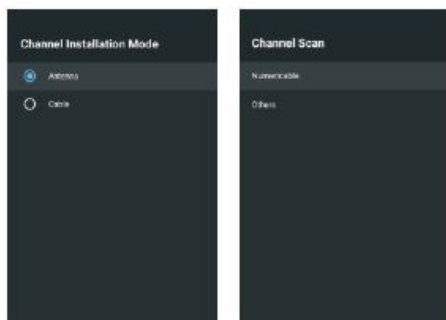 Channel Installation Mode
Antenna
Cable
Channel Scan
Numericable
Others